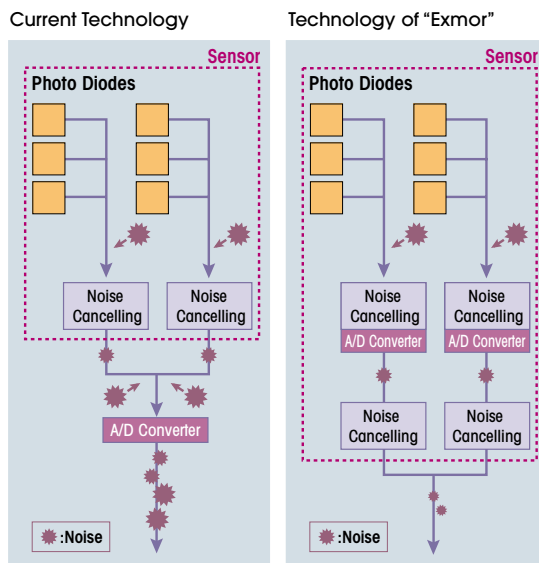 Current Technology
Sensor
Photo Diodes
Noise
Cancelling
Noise
Cancelling
A/D Converter
:Noise
Technology of “Exmor”
Sensor
Photo Diodes
Noise
Cancelling
A/D Converter
Noise
Cancelling
A/D Converter
Noise
Cancelling
Noise
Cancelling
:Noise